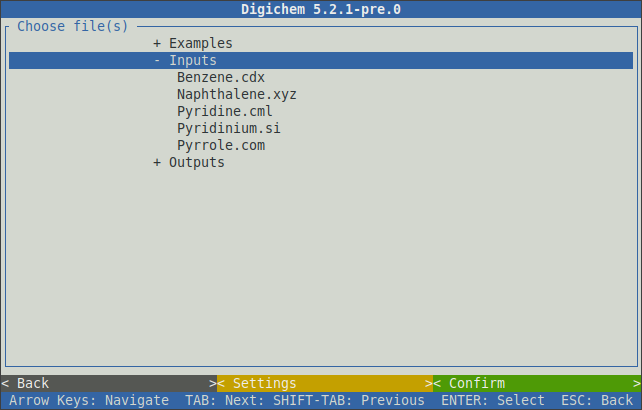 Digichem 5.2.1-pre.0
Choose file(s)
+ Examples
- Inputs
Benzene.cdx
Naphthalene.xyz
Pyridine.cml
Pyridinium.si
Pyrrole.com
+ Outputs
< Back >< Settings >< Confirm >
Arrow Keys: Navigate TAB: Next: SHIFT-TAB: Previous ENTER: Select ESC: Back